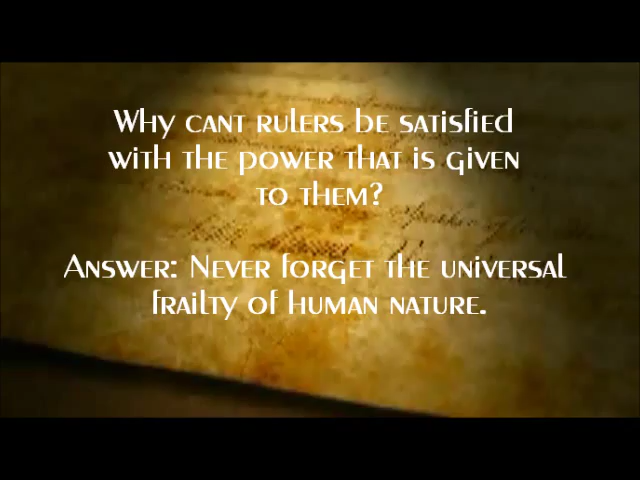 Why cant rulers be satisfied
with the power that is given
to them?
Answer: Never forget the universal
frailty of human nature.